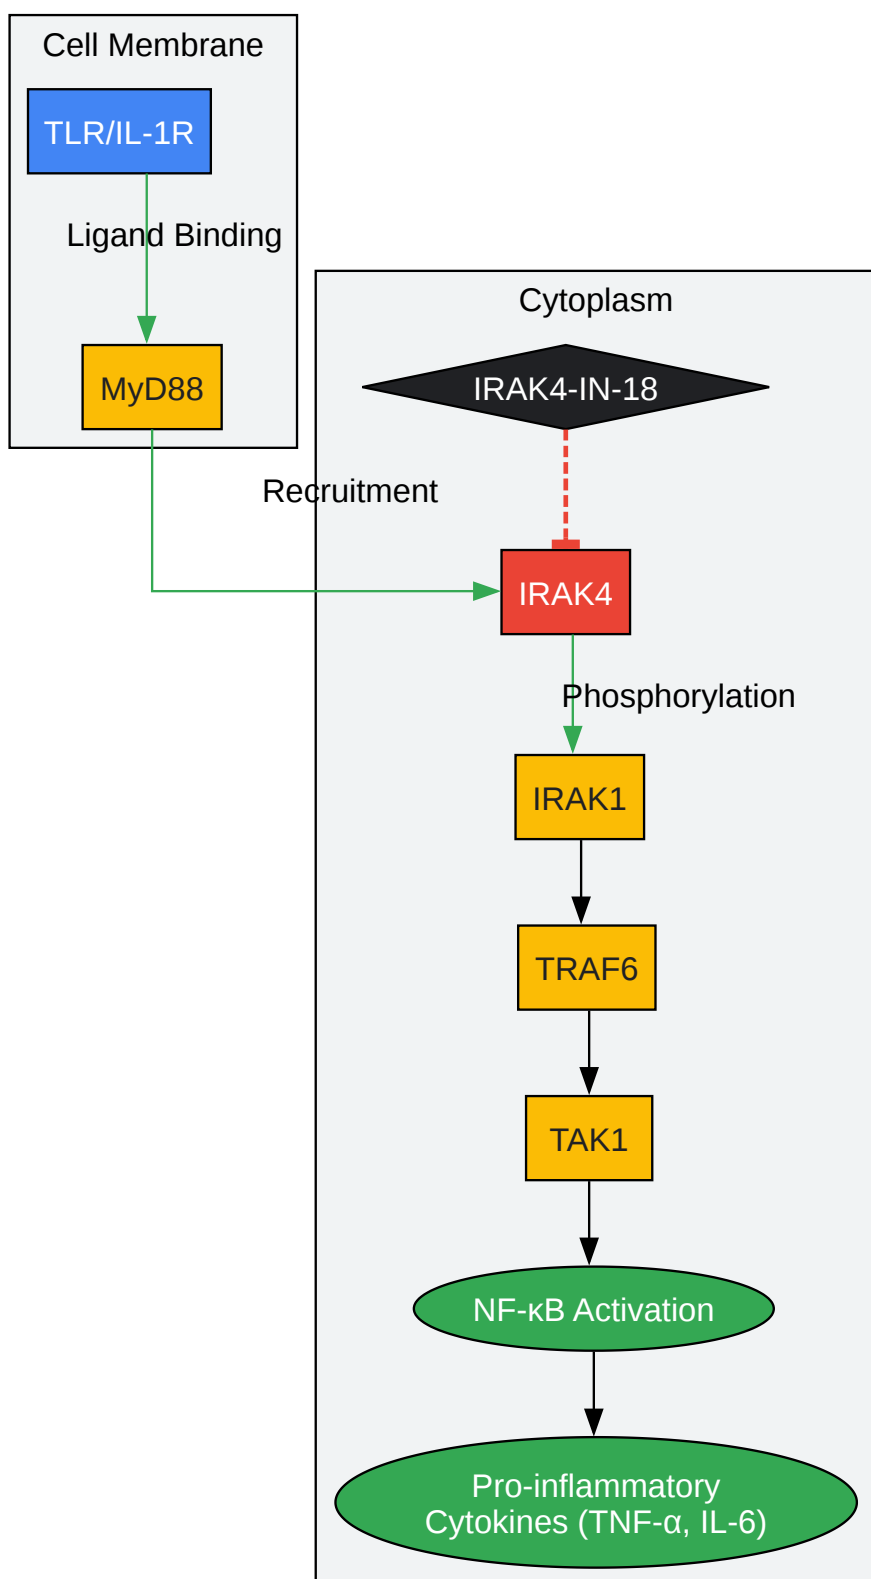 Cell Membrane
TLR/IL-1R
Ligand Binding
MyD88
Cytoplasm
IRAK4-IN-18
Recruitment
IRAK4
Phosphorylation
IRAK1
TRAF6
TAK1
NF-κB Activation
Pro-inflammatory
Cytokines (TNF-α, IL-6)